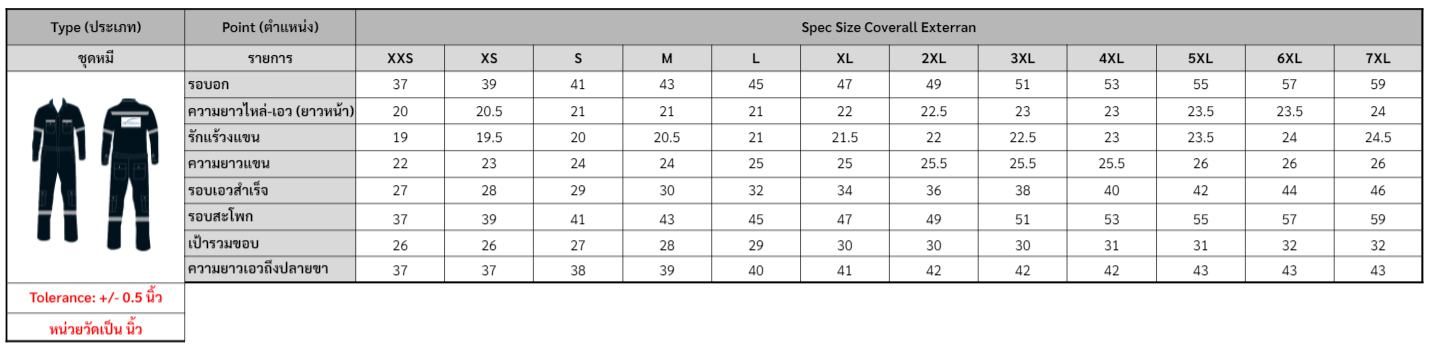 Type (ประเภท) Point (ตำแหน่ง) Spec Size Coverall Exterran
ชุดหมี รายการ XXS XS S M L XL 2XL 3XL 4XL 5XL 6XL 7XL
รอบอก 37 39 41 43 45 47 49 51 53 55 57 59
ความยาวไหล่-เอว (ยาวหน้า) 20 20.5 21 21 21 22 22.5 23 23 23.5 23.5 24
รักแร้วงแขน 19 19.5 20 20.5 21 21.5 22 22.5 23 23.5 24 24.5
ความยาวแขน 22 23 24 24 25 25 25.5 25.5 25.5 26 26 26
รอบเอวสำเร็จ 27 28 29 30 32 34 36 38 40 42 44 46
รอบสะโพก 37 39 41 43 45 47 49 51 53 55 57 59
เป้ารวมขอบ 26 26 27 28 29 30 30 30 31 31 32 32
ความยาวเอวถึงปลายขา 37 37 38 39 40 41 42 42 42 43 43 43
Tolerance: +/- 0.5 นิ้ว
หน่วยวัดเป็น นิ้ว